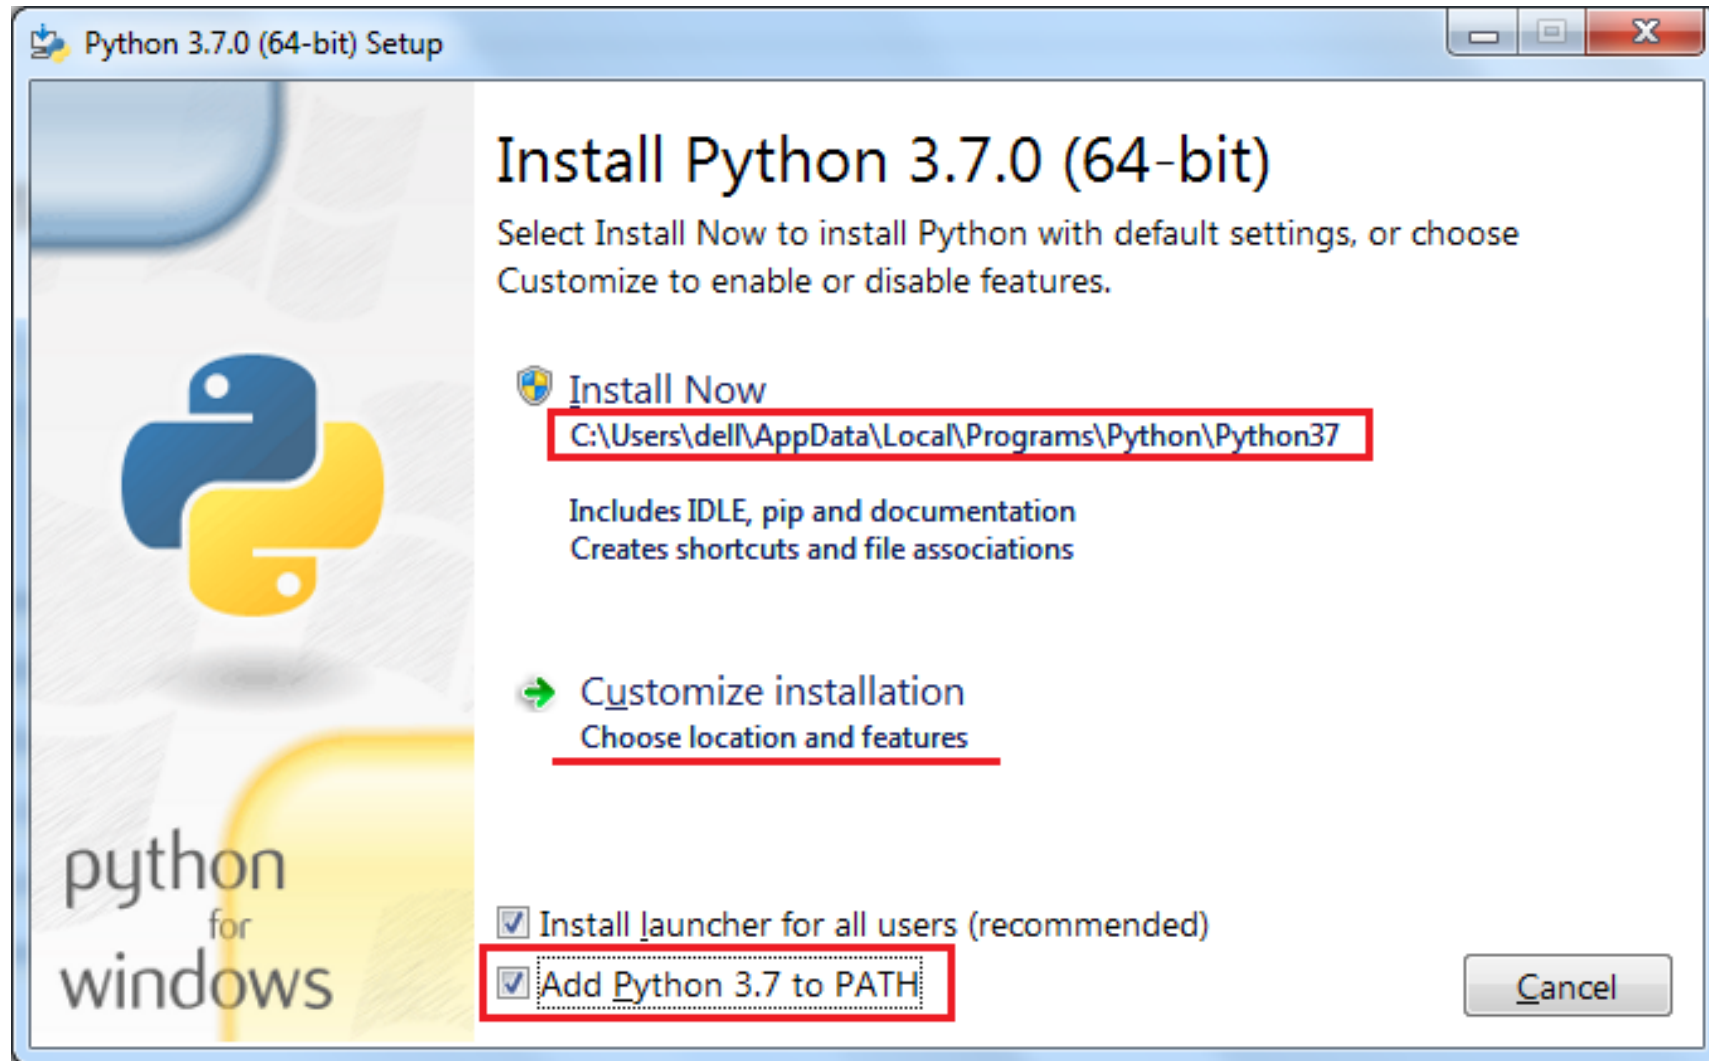 Python 3.7.0 (64-bit) Setup
Install Python 3.7.0 (64-bit)
Select Install Now to install Python with default settings, or choose
Customize to enable or disable features.
Install Now
C:\Users\dell\AppData\Local\Programs\Python\Python37
Includes IDLE, pip and documentation
Creates shortcuts and file associations
Customize installation
Choose location and features
python
for
windows
Install launcher for all users (recommended)
Add Python 3.7 to PATH
Cancel